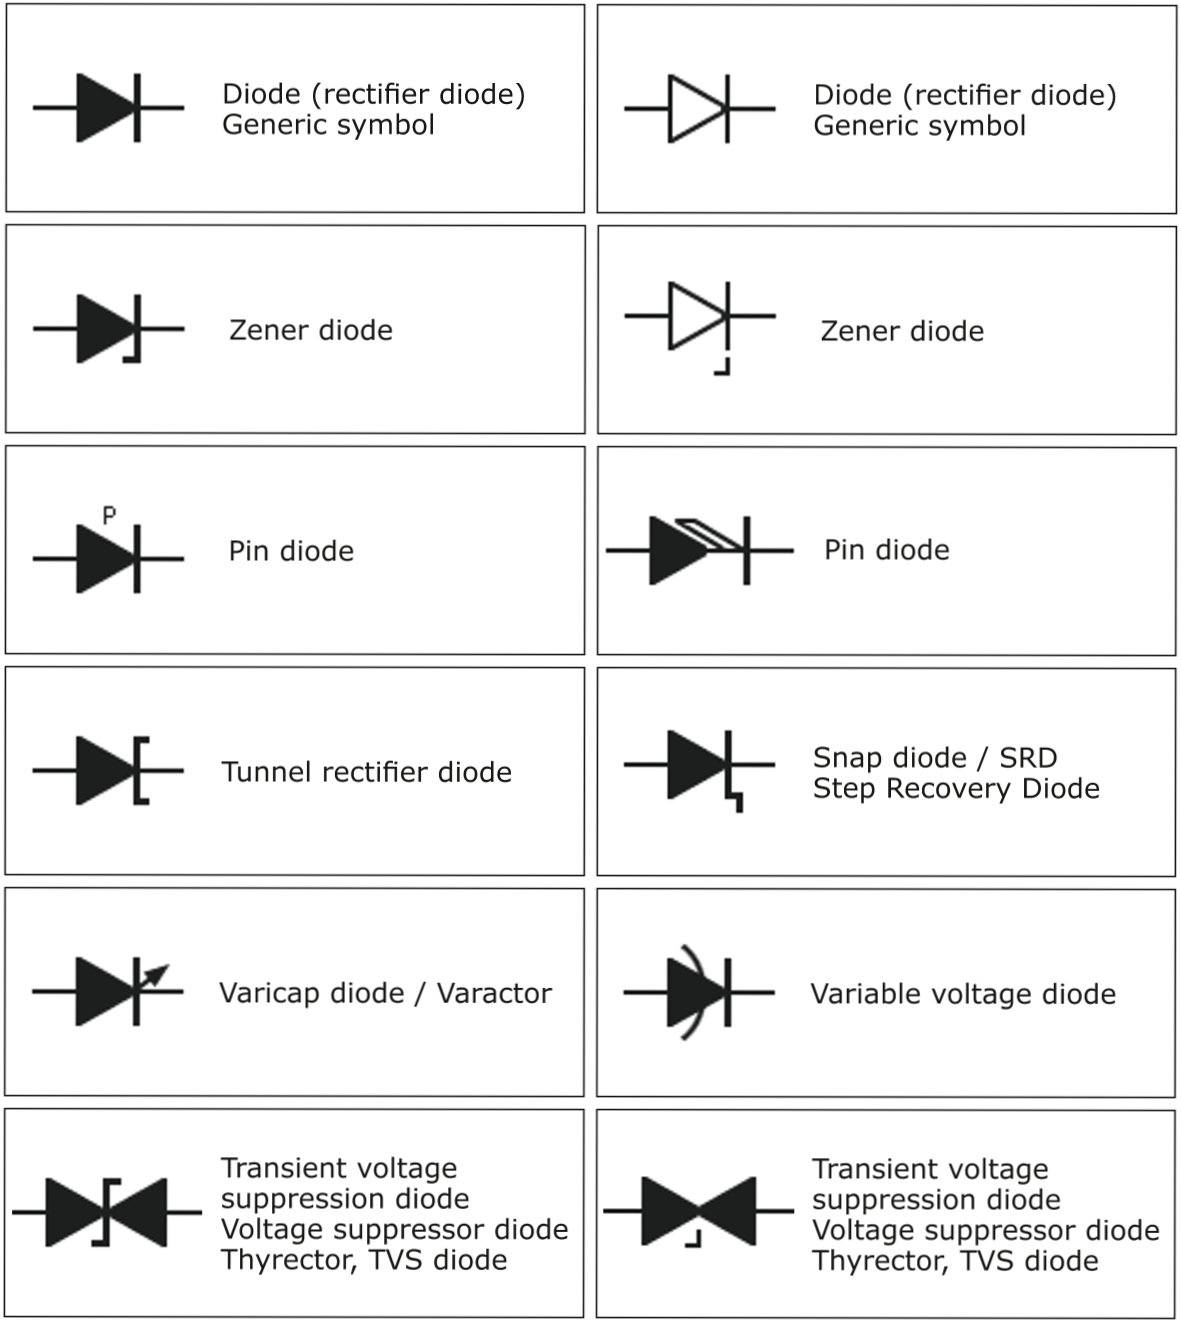 Diode (rectifier diode)
Generic symbol
Diode (rectifier diode)
Generic symbol
Zener diode
Zener diode
P
Pin diode
Pin diode
Tunnel rectifier diode
Snap diode / SRD
Step Recovery Diode
Varicap diode / Varactor
Variable voltage diode
Transient voltage
suppression diode
Voltage suppressor diode
Thyrector, TVS diode
Transient voltage
suppression diode
Voltage suppressor diode
Thyrector, TVS diode